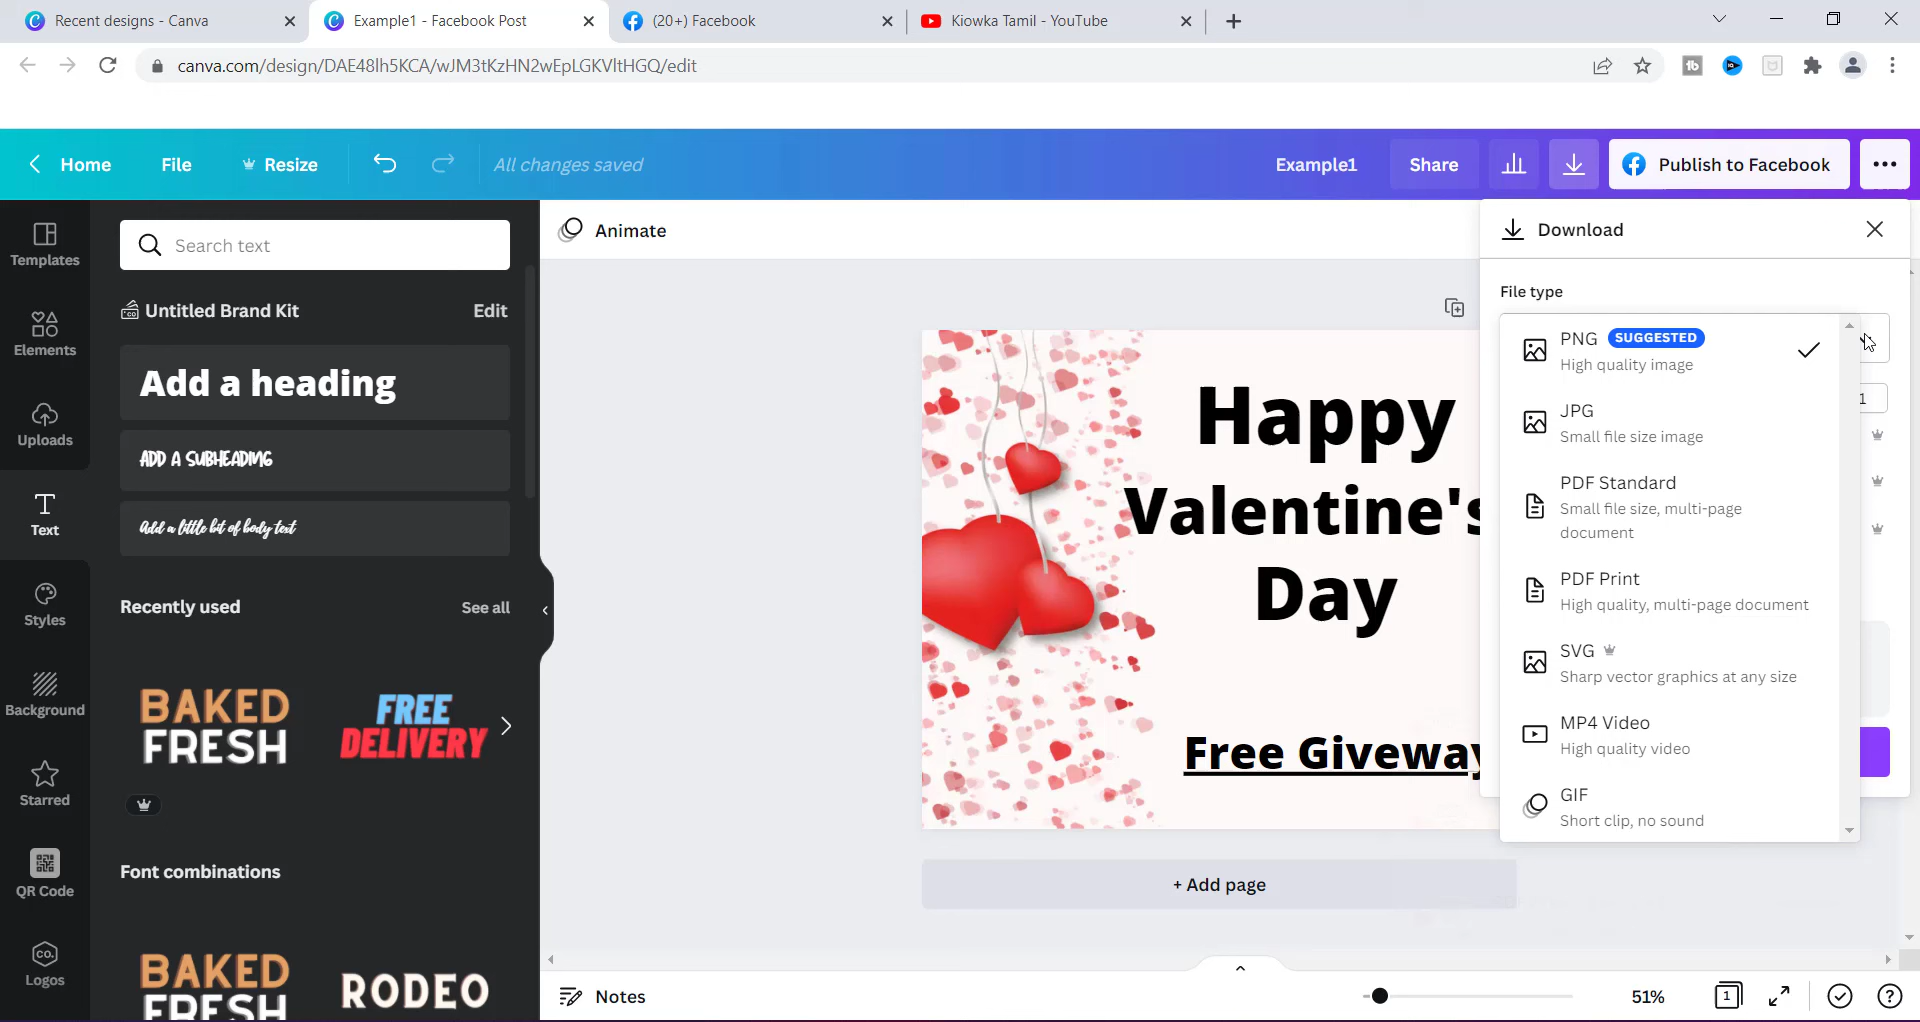 Recent designs - Canva
Example1 - Facebook Post
(20+) Facebook
Kiowka Tamil - YouTube
canva.com/design/DAE48lh5KCA/wJM3tKzHN2wEpLGKVltHGQ/edit
Home
File
Resize
All changes saved
Example1
Share
Publish to Facebook
Templates
Elements
Uploads
Text
Styles
Background
Starred
QR Code
CO.
Logos
Search text
Untitled Brand Kit
Edit
Add a heading
ADD A SUBHEADING
Add a little bit of body text
Recently used
See all
BAKED
FRESH
FREE
DELIVERY
Font combinations
BAKED
FRESH
RODEO
Animate
Happy
Valentine's
Day
Free Giveway
+ Add page
Notes
51%
1
Download
File type
PNG SUGGESTED
High quality image
JPG
Small file size image
PDF Standard
Small file size, multi-page
document
PDF Print
High quality, multi-page document
SVG
Sharp vector graphics at any size
MP4 Video
High quality video
GIF
Short clip, no sound
1